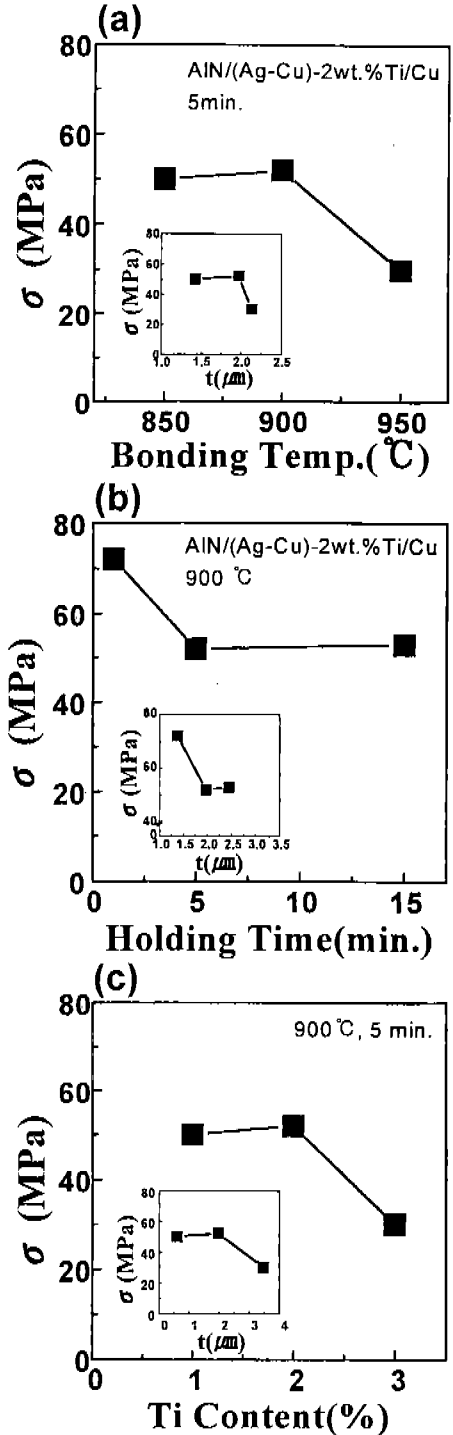 (a)
80
60
40
20
0
σ (MPa)
AlN/(Ag-Cu)-2wt.%Ti/Cu
5min.
80
60
40
20
0
σ (MPa)
1.0 1.5 2.0 2.5
t(μm)
850 900 950
Bonding Temp.(℃)
(b)
80
60
40
20
0
σ (MPa)
AlN/(Ag-Cu)-2wt.%Ti/Cu
900 ℃
80
60
40
σ (MPa)
1.0 1.5 2.0 2.5 3.0 3.5
t(μm)
0 5 10 15
Holding Time(min.)
(c)
80
60
40
20
0
σ (MPa)
900℃, 5 min.
80
60
40
20
0
σ (MPa)
0 1 2 3 4
t(μm)
0 1 2 3
Ti Content(%)